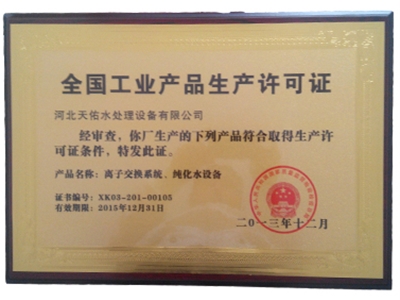 全国工业产品生产许可证
河北天佑水处理设备有限公司
经审查，你厂生产的下列产品符合取得生产许
可证条件，特发此证。
产品名称：离子交换系统、纯化水设备
证书编号：XK03-201-00105
有效期限：2015年12月31日
二〇一三年十二月